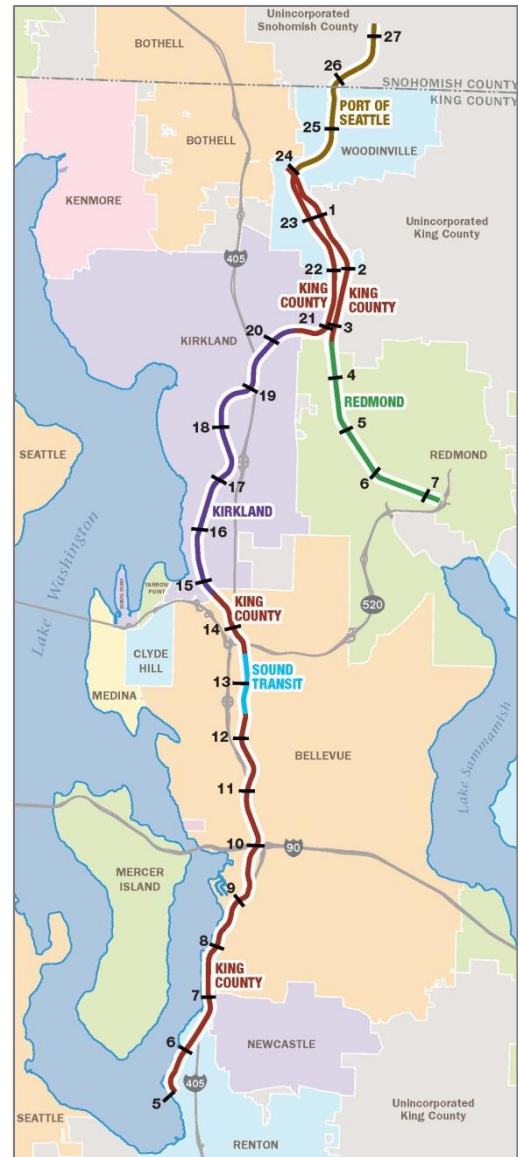 Unincorporated
Snohomish County
27
BOTHELL
26
SNOHOMISH COUNTY
KING COUNTY
PORT OF
SEATTLE
25
BOTHELL
WOODINVILLE
24
KENMORE
1
23
Unincorporated
King County
405
22
2
KING
COUNTY
KING
COUNTY
21
3
20
KIRKLAND
4
19
REDMOND
18
5
SEATTLE
REDMOND
6
7
17
KIRKLAND
16
Lake Washington
15
YARROW
POINT
HUNTS POINT
520
KING
COUNTY
14
CLYDE
HILL
SOUND
TRANSIT
13
MEDINA
12
BELLEVUE
Lake Sammamish
11
10
90
MERCER
ISLAND
9
8
KING
COUNTY
7
6
NEWCASTLE
405
5
Unincorporated
King County
SEATTLE
RENTON